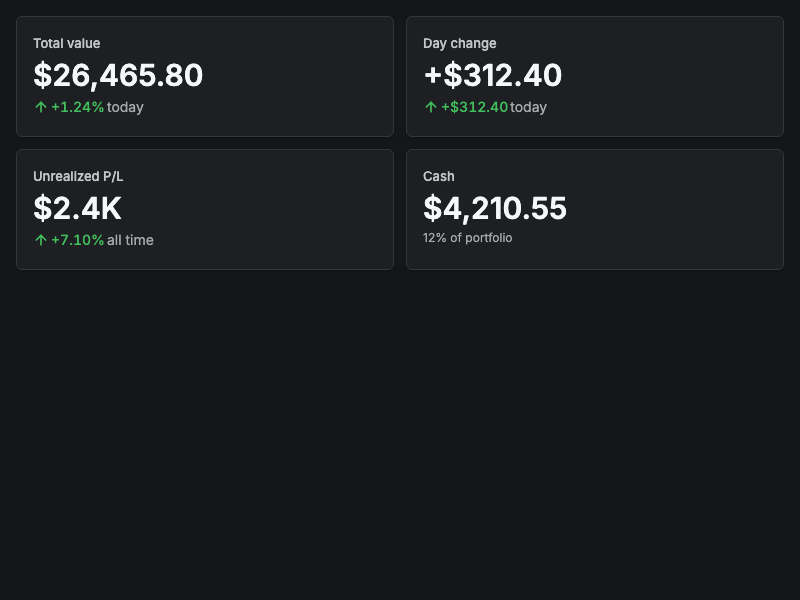 Total value
$26,465.80
↑ +1.24% today
Day change
+$312.40
↑ +$312.40 today
Unrealized P/L
$2.4K
↑ +7.10% all time
Cash
$4,210.55
12% of portfolio